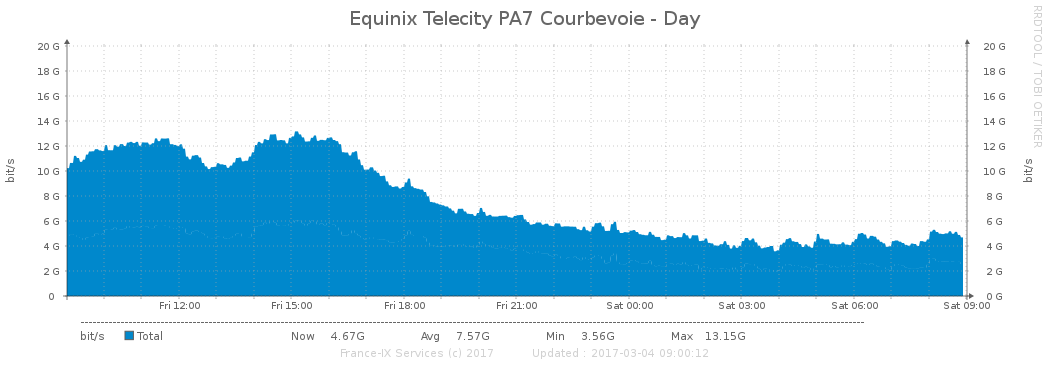 Equinix Telecity PA7 Courbevoie - Day
RRDTOOL / TOBI OETIKER
bit/s
bit/s
20 G 20 G
18 G 18 G
16 G 16 G
14 G 14 G
12 G 12 G
10 G 10 G
8 G 8 G
6 G 6 G
4 G 4 G
2 G 2 G
0 0 G
Fri 12:00 Fri 15:00 Fri 18:00 Fri 21:00 Sat 00:00 Sat 03:00 Sat 06:00 Sat 09:00
bit/s Total Now 4.67G Avg 7.57G Min 3.56G Max 13.15G
France-IX Services (c) 2017 Updated : 2017-03-04 09:00:12